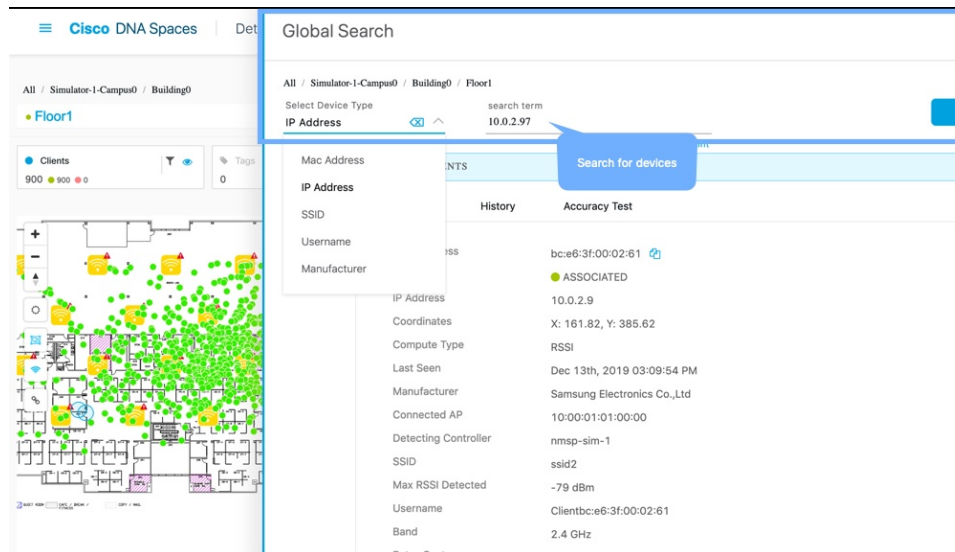 Cisco DNA Spaces
Det
Global Search
All / Simulator-1-Campus0 / Building0
Floor1
Clients
900 900 0
Tags
0
All / Simulator-1-Campus0 / Building0 / Floor1
Select Device Type
IP Address
search term
10.0.2.97
Search for devices
Mac Address
IP Address
SSID
Username
Manufacturer
ENTS
History
Accuracy Test
ess
bc:e6:3f:00:02:61
ASSOCIATED
IP Address
10.0.2.9
Coordinates
X: 161.82, Y: 385.62
Compute Type
RSSI
Last Seen
Dec 13th, 2019 03:09:54 PM
Manufacturer
Samsung Electronics Co.,Ltd
Connected AP
10:00:01:01:00:00
Detecting Controller
nmsp-sim-1
SSID
ssid2
Max RSSI Detected
-79 dBm
Username
Clientbc:e6:3f:00:02:61
Band
2.4 GHz